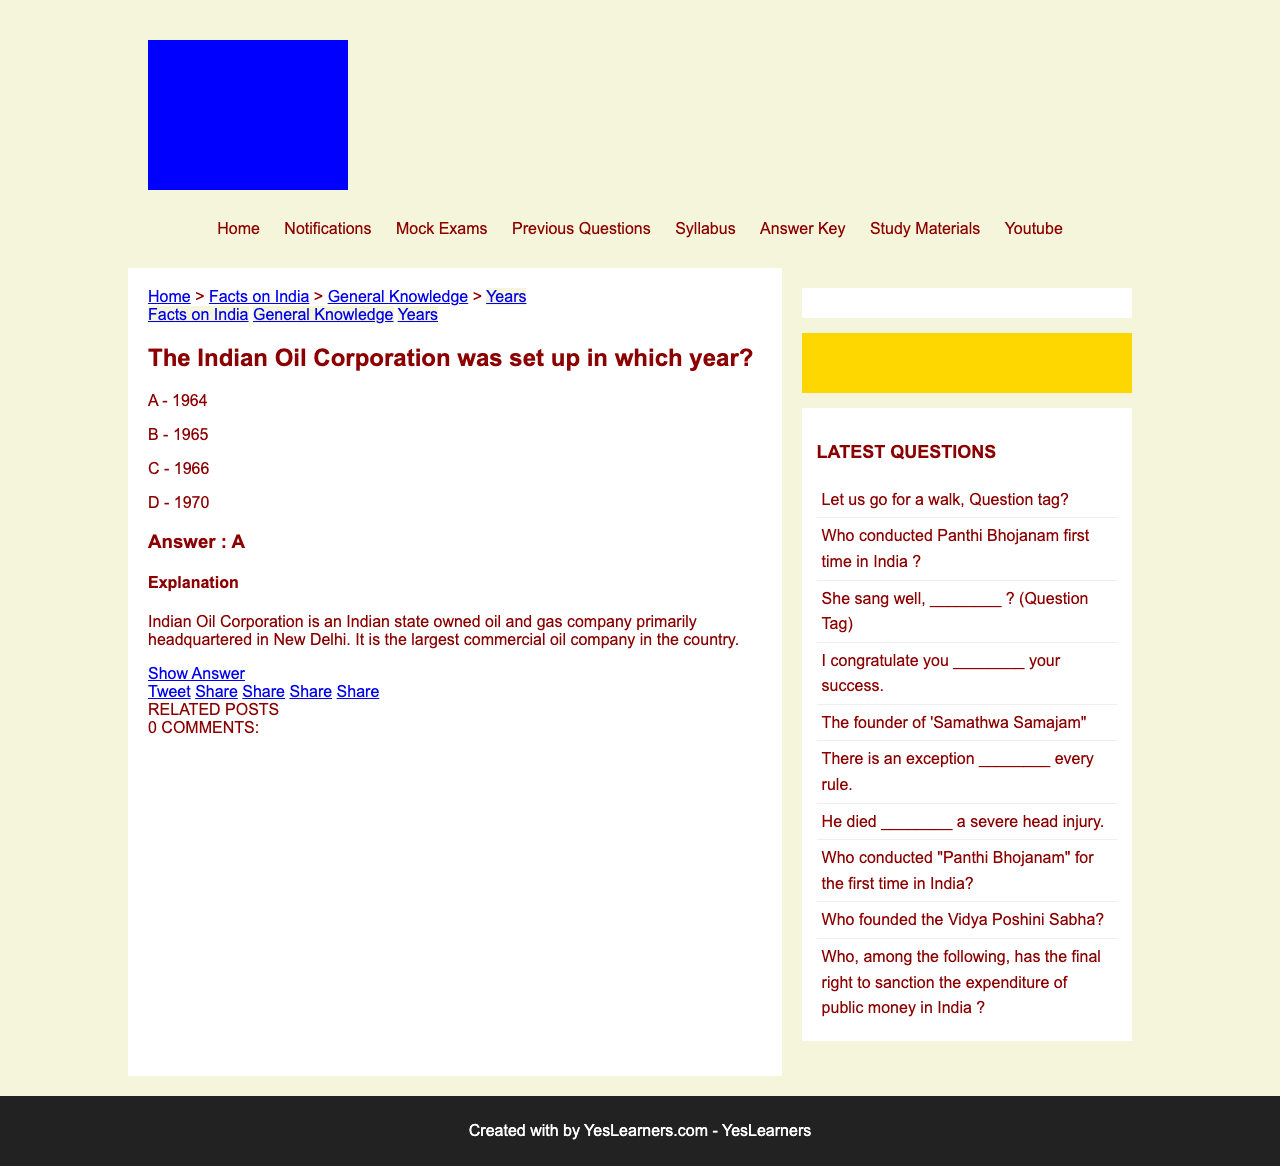 Home Notifications Mock Exams Previous Questions Syllabus Answer Key Study Materials Youtube
Home > Facts on India > General Knowledge > Years
Facts on India General Knowledge Years
The Indian Oil Corporation was set up in which year?
A - 1964
B - 1965
C - 1966
D - 1970
Answer : A
Explanation
Indian Oil Corporation is an Indian state owned oil and gas company primarily
headquartered in New Delhi. It is the largest commercial oil company in the country.
Show Answer
Tweet Share Share Share Share
RELATED POSTS
0 COMMENTS:
LATEST QUESTIONS
Let us go for a walk, Question tag?
Who conducted Panthi Bhojanam first
time in India ?
She sang well, ________ ? (Question
Tag)
I congratulate you ________ your
success.
The founder of 'Samathwa Samajam"
There is an exception ________ every
rule.
He died ________ a severe head injury.
Who conducted "Panthi Bhojanam" for
the first time in India?
Who founded the Vidya Poshini Sabha?
Who, among the following, has the final
right to sanction the expenditure of
public money in India ?
Created with by YesLearners.com - YesLearners